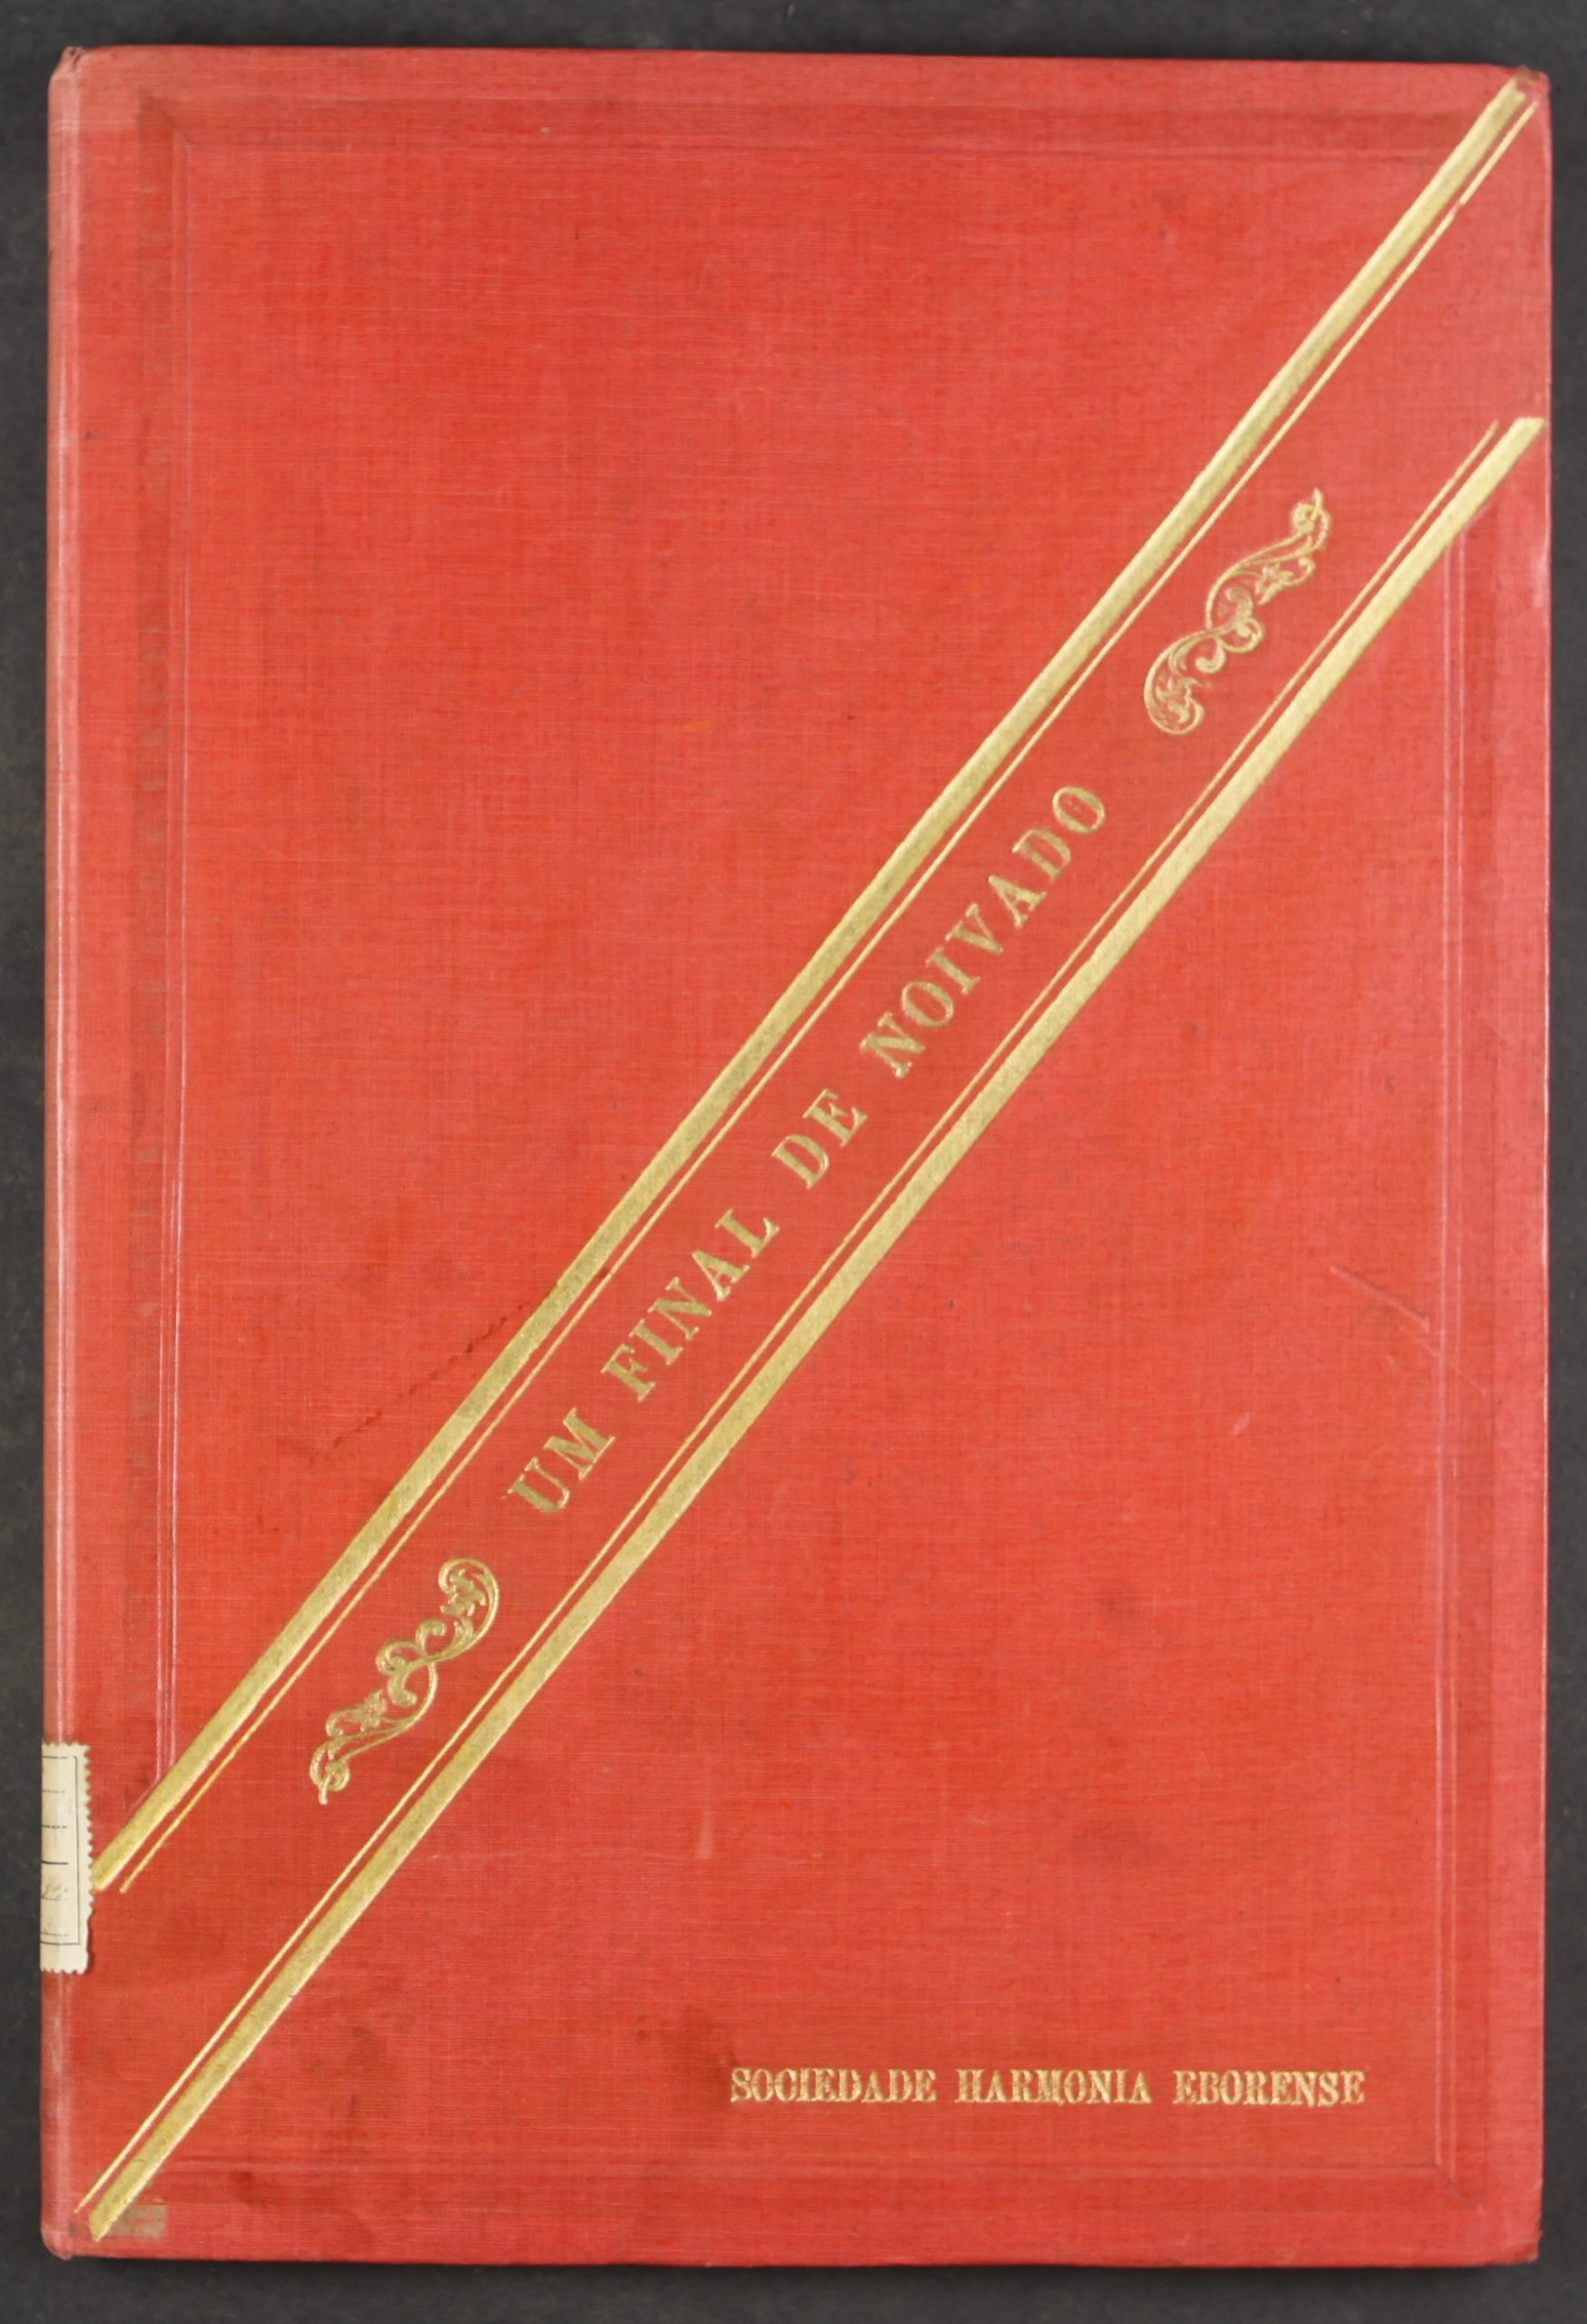 UM FINAL DE NOIVADO
SOCIEDADE HARMONIA EBORENSE